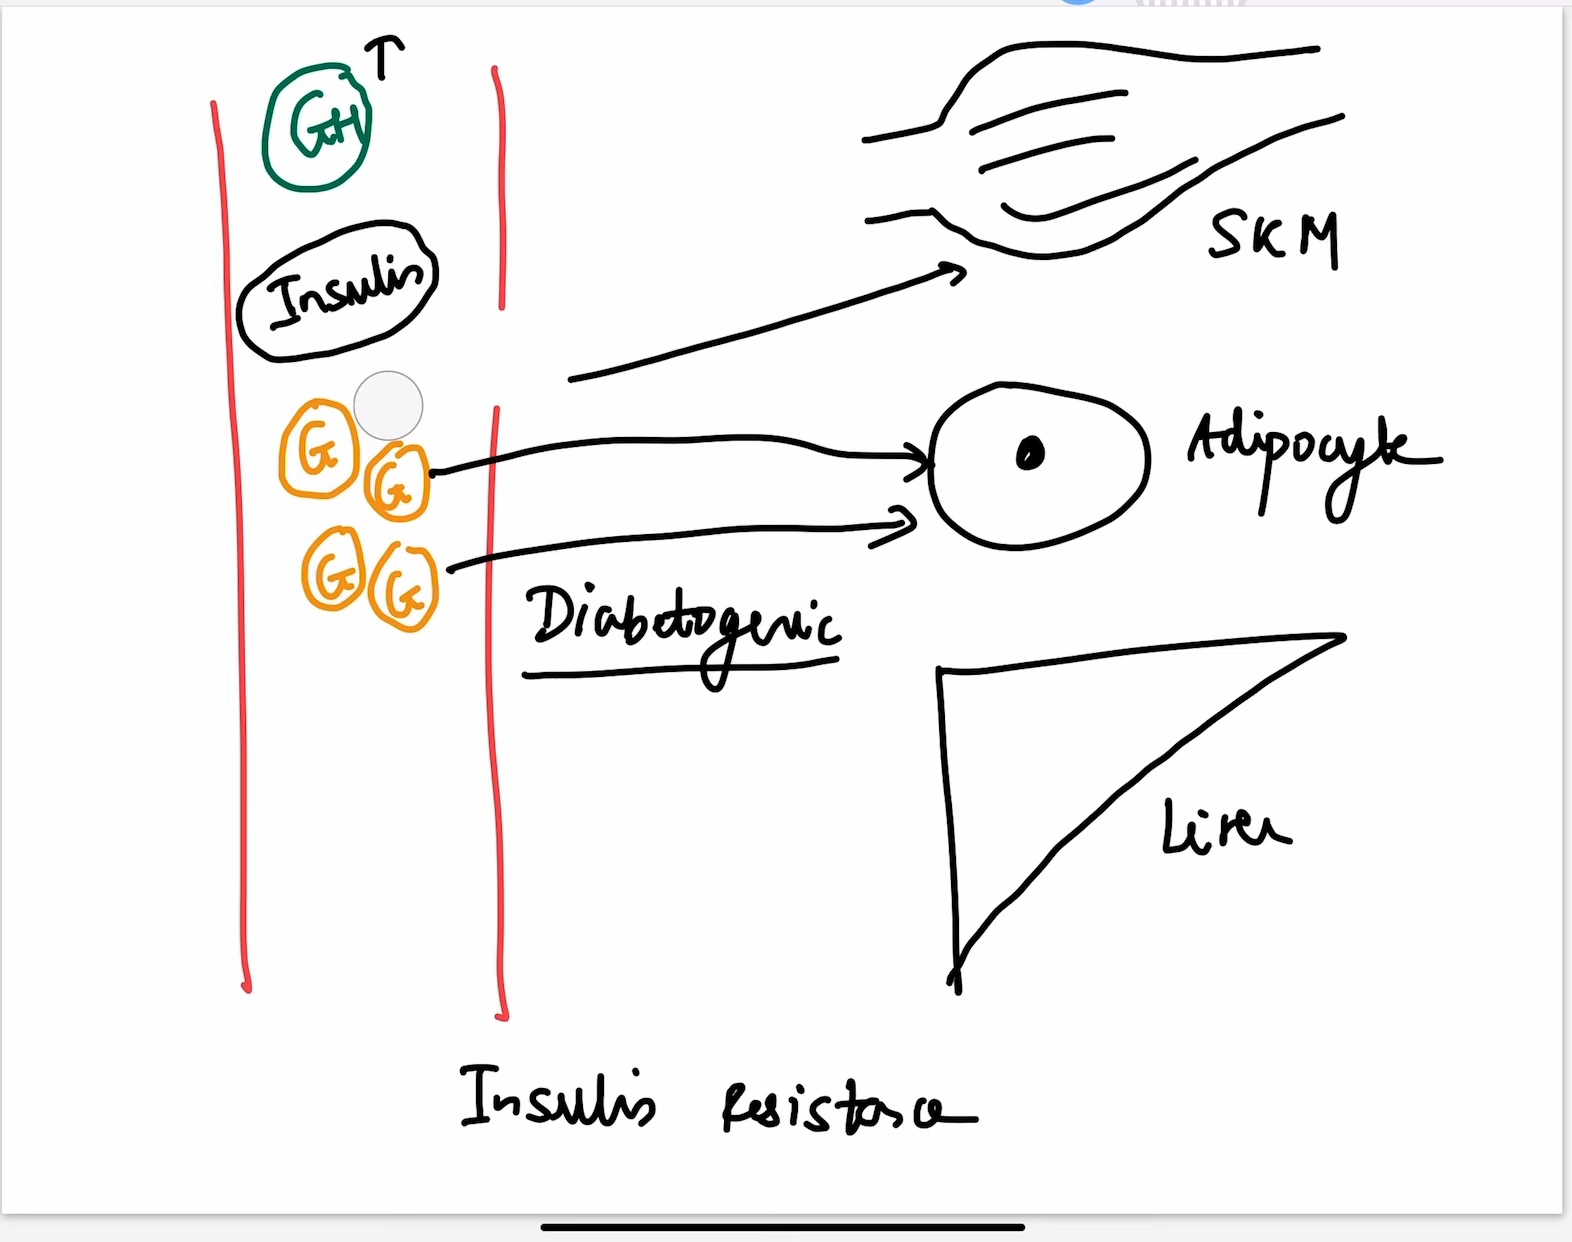 GH ↑
Insulin
G
G
G
G
SKM
Adipocyte
Diabetogenic
Liver
Insulin Resistance